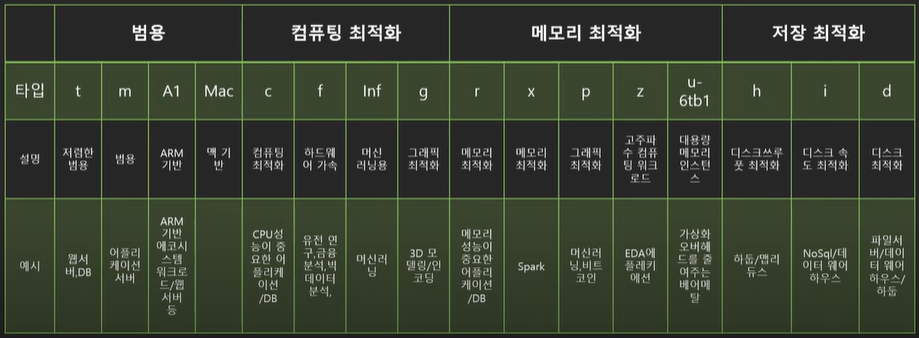 범용 컴퓨팅 최적화 메모리 최적화 저장 최적화
타입 t m A1 Mac c f Inf g r x p z u-
6tb1 h i d
설명
저렴한
범용
범용
ARM
기반
맥 기
반
컴퓨팅
최적화
하드웨
어 가속
머신
러닝용
그래픽
최적화
메모리
최적화
메모리
최적화
그래픽
최적화
고주파
수 컴퓨
팅 워크
로드
대용량
메모리
인스턴
스
디스크쓰루
풋 최적화
디스크 속
도 최적화
디스크
최적화
예시
웹서
버,DB
어플리
케이션
서버
ARM
기반
에코시
스템
워크로
드/웹
서버
등
CPU성
능이 중
요한 어
플리케
이션
/DB
유전 연
구,금융
분석,빅
데이터
분석,
머신러
닝
3D 모
델링/인
코딩
메모리
성능이
중요한
어플리
케이션
/DB
Spark
머신러
닝,비트
코인
EDA애
플레키
에션
가상화
오버헤
드를 줄
여주는
베어메
탈
하둡/맵리
듀스
NoSql/데
이터 웨어
하우스
파일서
버/데이
터 웨어
하우스/
하둡